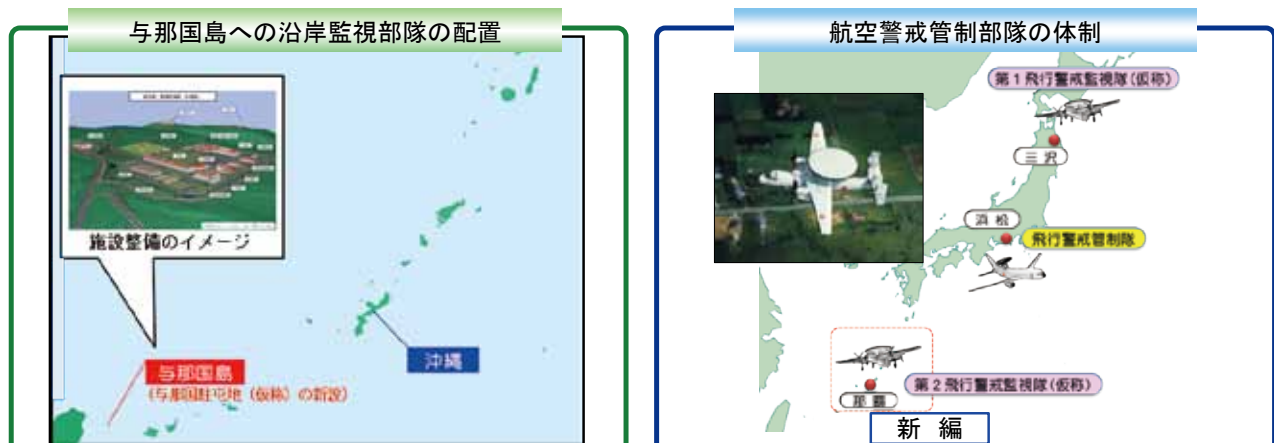 与那国島への沿岸監視部隊の配置
施設整備のイメージ
与那国島
(与那国駐屯地(仮称)の新設)
沖縄
航空警戒管制部隊の体制
第1飛行警戒監視隊(仮称)
三沢
浜松
飛行警戒管制隊
那覇
第2飛行警戒監視隊(仮称)
新編